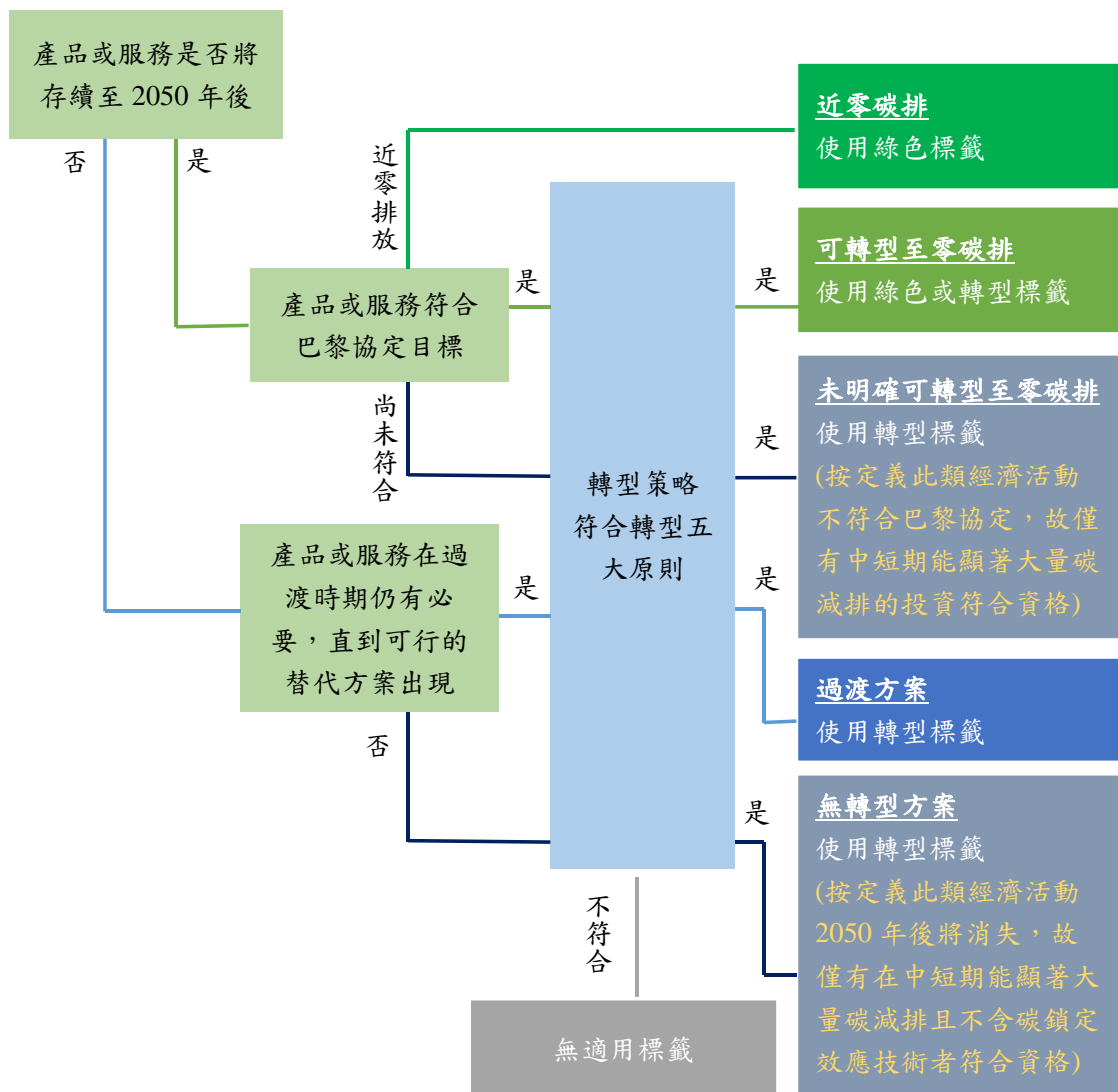 產品或服務是否將
存續至 2050 年後
否
是
近零排放
產品或服務符合
巴黎協定目標
是
尚未符合
產品或服務在過
渡時期仍有必
要，直到可行的
替代方案出現
是
否
轉型策略
符合轉型五
大原則
不符合
無適用標籤
近零碳排
使用綠色標籤
是
可轉型至零碳排
使用綠色或轉型標籤
是
未明確可轉型至零碳排
使用轉型標籤
(按定義此類經濟活動
不符合巴黎協定，故僅
有中短期能顯著大量碳
減排的投資符合資格)
是
過渡方案
使用轉型標籤
是
無轉型方案
使用轉型標籤
(按定義此類經濟活動
2050 年後將消失，故
僅有在中短期能顯著大
量碳減排且不含碳鎖定
效應技術者符合資格)